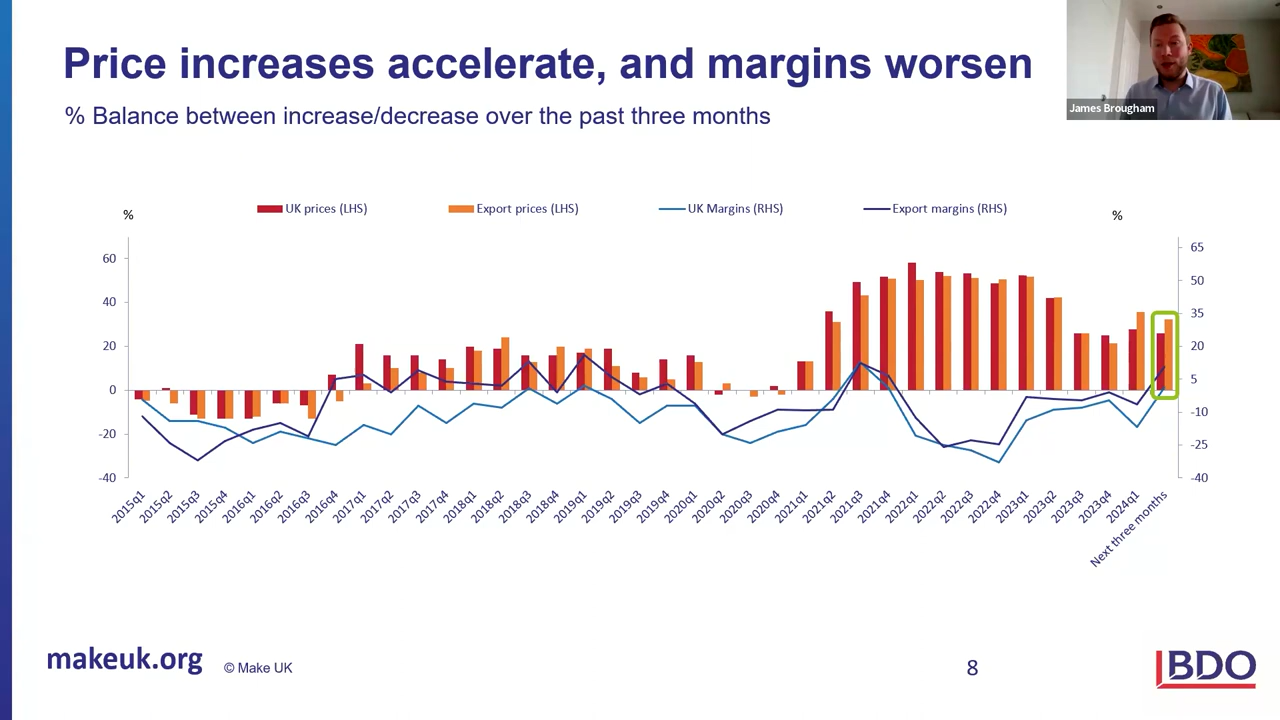 Price increases accelerate, and margins worsen
James Brougham
% Balance between increase/decrease over the past three months
UK prices (LHS) Export prices (LHS) UK Margins (RHS) Export margins (RHS)
% %
65
60
50
40
35
20 20
0 5
-10
-20
-25
-40 -40
2015q1 2015q2 2015q3 2015q4 2016q1 2016q2 2016q3 2016q4 2017q1 2017q2 2017q3 2017q4 2018q1 2018q2 2018q3 2018q4 2019q1 2019q2 2019q3 2019q4 2020q1 2020q2 2020q3 2020q4 2021q1 2021q2 2021q3 2021q4 2022q1 2022q2 2022q3 2022q4 2023q1 2023q2 2023q3 2023q4 2024q1 Next three months
makeuk.org © Make UK 8 BDO